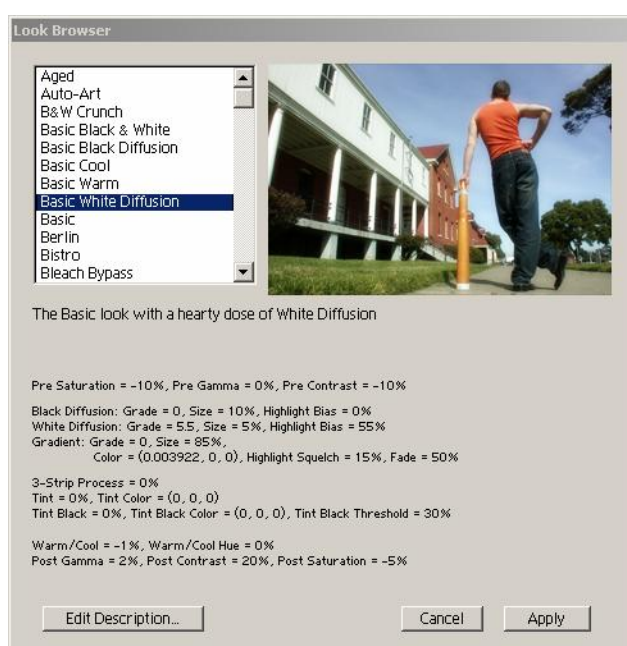 Look Browser
Aged
Auto-Art
B&W Crunch
Basic Black & White
Basic Black Diffusion
Basic Cool
Basic Warm
Basic White Diffusion
Basic
Berlin
Bistro
Bleach Bypass
The Basic look with a hearty dose of White Diffusion
Pre Saturation = -10%, Pre Gamma = 0%, Pre Contrast = -10%
Black Diffusion: Grade = 0, Size = 10%, Highlight Bias = 0%
White Diffusion: Grade = 5.5, Size = 5%, Highlight Bias = 55%
Gradient: Grade = 0, Size = 85%,
Color = (0.003922, 0, 0), Highlight Squelch = 15%, Fade = 50%
3-Strip Process = 0%
Tint = 0%, Tint Color = (0, 0, 0)
Tint Black = 0%, Tint Black Color = (0, 0, 0), Tint Black Threshold = 30%
Warm/Cool = -1%, Warm/Cool Hue = 0%
Post Gamma = 2%, Post Contrast = 20%, Post Saturation = -5%
Edit Description...
Cancel
Apply